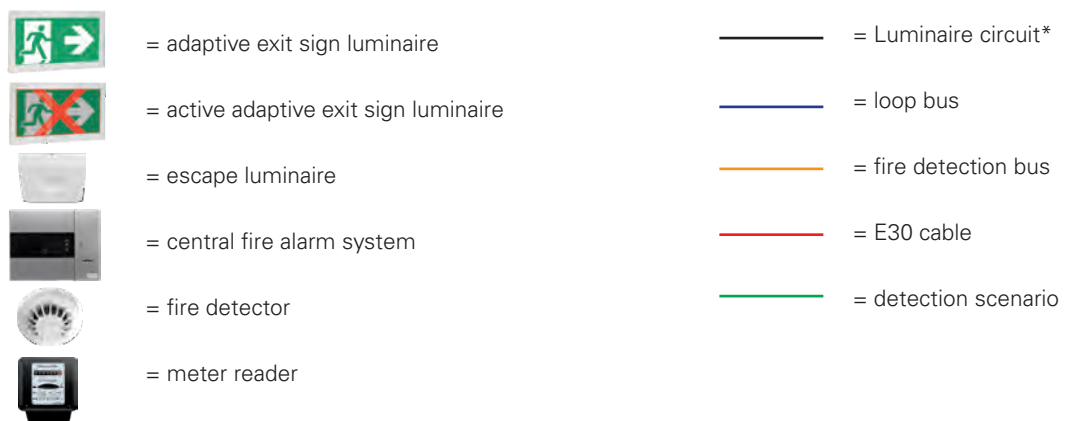 = adaptive exit sign luminaire
= active adaptive exit sign luminaire
= escape luminaire
= central fire alarm system
= fire detector
= meter reader
= Luminaire circuit*
= loop bus
= fire detection bus
= E30 cable
= detection scenario